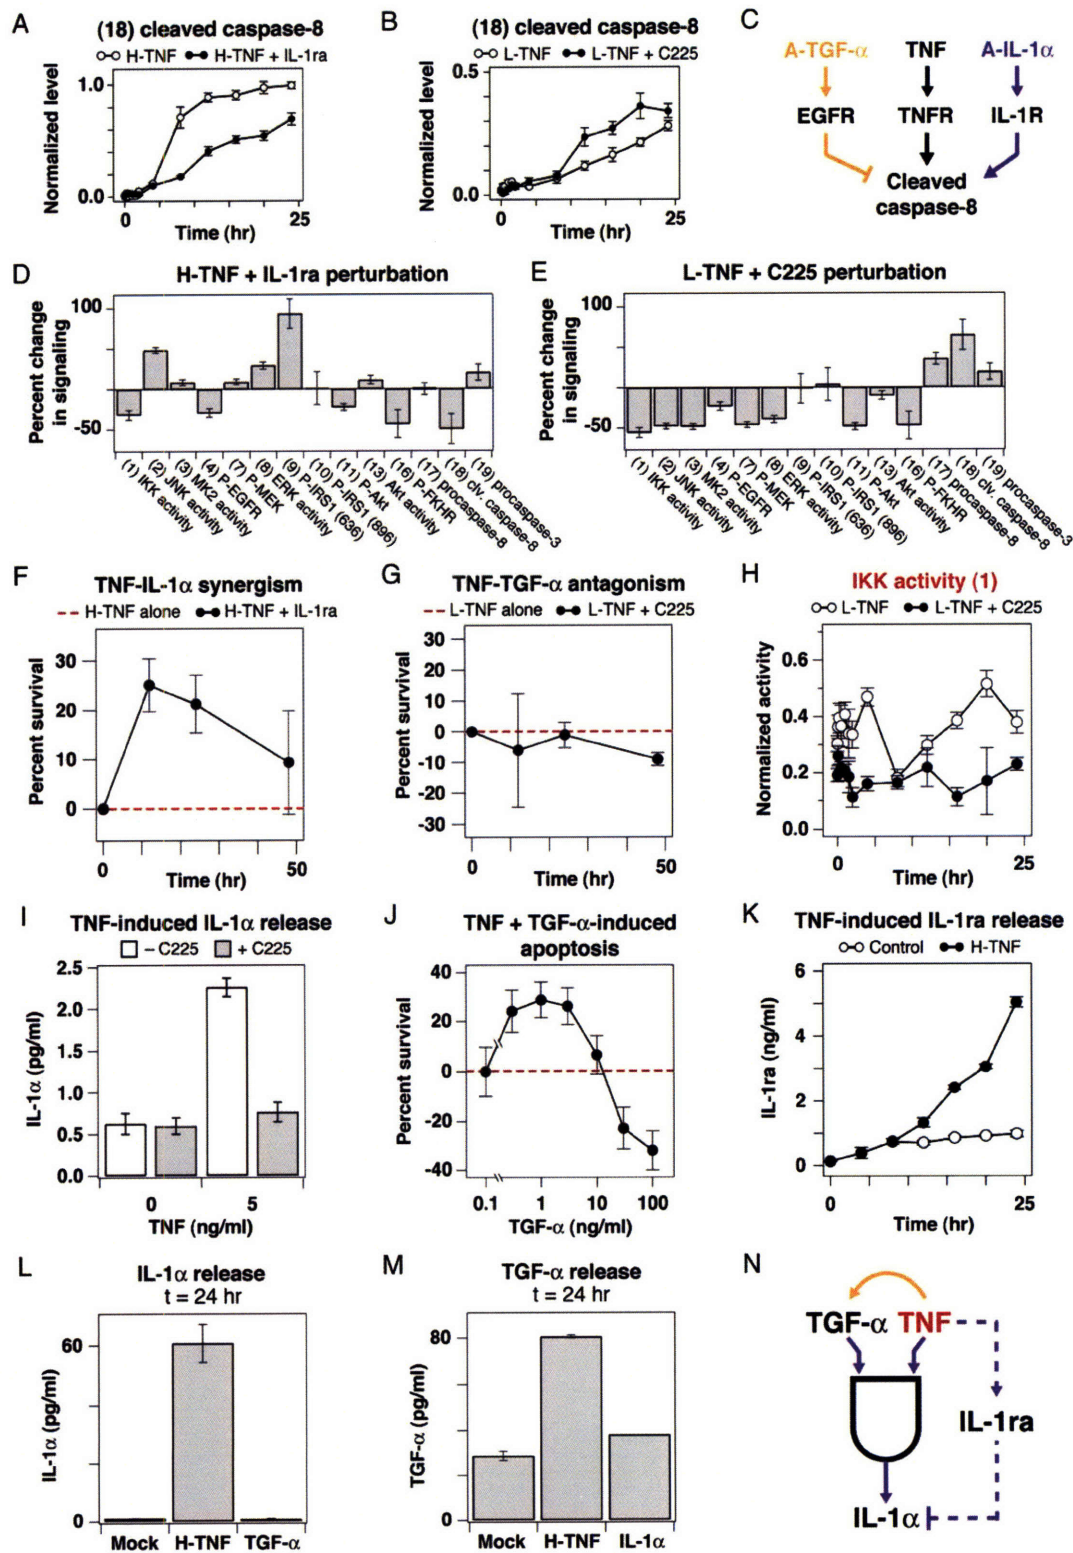 A
(18) cleaved caspase-8
H-TNF H-TNF + IL-1ra
Normalized level
1.0
0.0
0 25
Time (hr)
B
(18) cleaved caspase-8
L-TNF L-TNF + C225
Normalized level
0.5
0.0
0 25
Time (hr)
C
A-TGF-α TNF A-IL-1α
EGFR TNFR IL-1R
Cleaved
caspase-8
D
H-TNF + IL-1ra perturbation
Percent change
in signaling
100
-50
(1) IKK activity
(2) JNK activity
(3) MK2 activity
(4) P-EGFR
(7) P-MEK
(8) ERK activity
(9) P-IRS1 (636)
(10) P-IRS1 (896)
(11) P-Akt
(13) Akt activity
(16) P-FKHR
(17) procaspase-8
(18) clv. caspase-8
(19) procaspase-3
E
L-TNF + C225 perturbation
Percent change
in signaling
100
-50
(1) IKK activity
(2) JNK activity
(3) MK2 activity
(4) P-EGFR
(7) P-MEK
(8) ERK activity
(9) P-IRS1 (636)
(10) P-IRS1 (896)
(11) P-Akt
(13) Akt activity
(16) P-FKHR
(17) procaspase-8
(18) clv. caspase-8
(19) procaspase-3
F
TNF-IL-1α synergism
H-TNF alone H-TNF + IL-1ra
Percent survival
30
20
10
0
0 50
Time (hr)
G
TNF-TGF-α antagonism
L-TNF alone L-TNF + C225
Percent survival
30
20
10
0
-10
-20
-30
0 50
Time (hr)
H
IKK activity (1)
L-TNF L-TNF + C225
Normalized activity
0.6
0.4
0.2
0.0
0 25
Time (hr)
I
TNF-induced IL-1α release
– C225 + C225
IL-1α (pg/ml)
2.5
2.0
1.5
1.0
0.5
0.0
0 5
TNF (ng/ml)
J
TNF + TGF-α-induced
apoptosis
Percent survival
40
20
0
-40
0.1 1 10 100
TGF-α (ng/ml)
K
TNF-induced IL-1ra release
Control H-TNF
IL-1ra (ng/ml)
6
4
2
0
0 25
Time (hr)
L
IL-1α release
t = 24 hr
IL-1α (pg/ml)
60
0
Mock H-TNF TGF-α
M
TGF-α release
t = 24 hr
TGF-α (pg/ml)
80
0
Mock H-TNF IL-1α
N
TGF-α TNF
IL-1ra
IL-1α